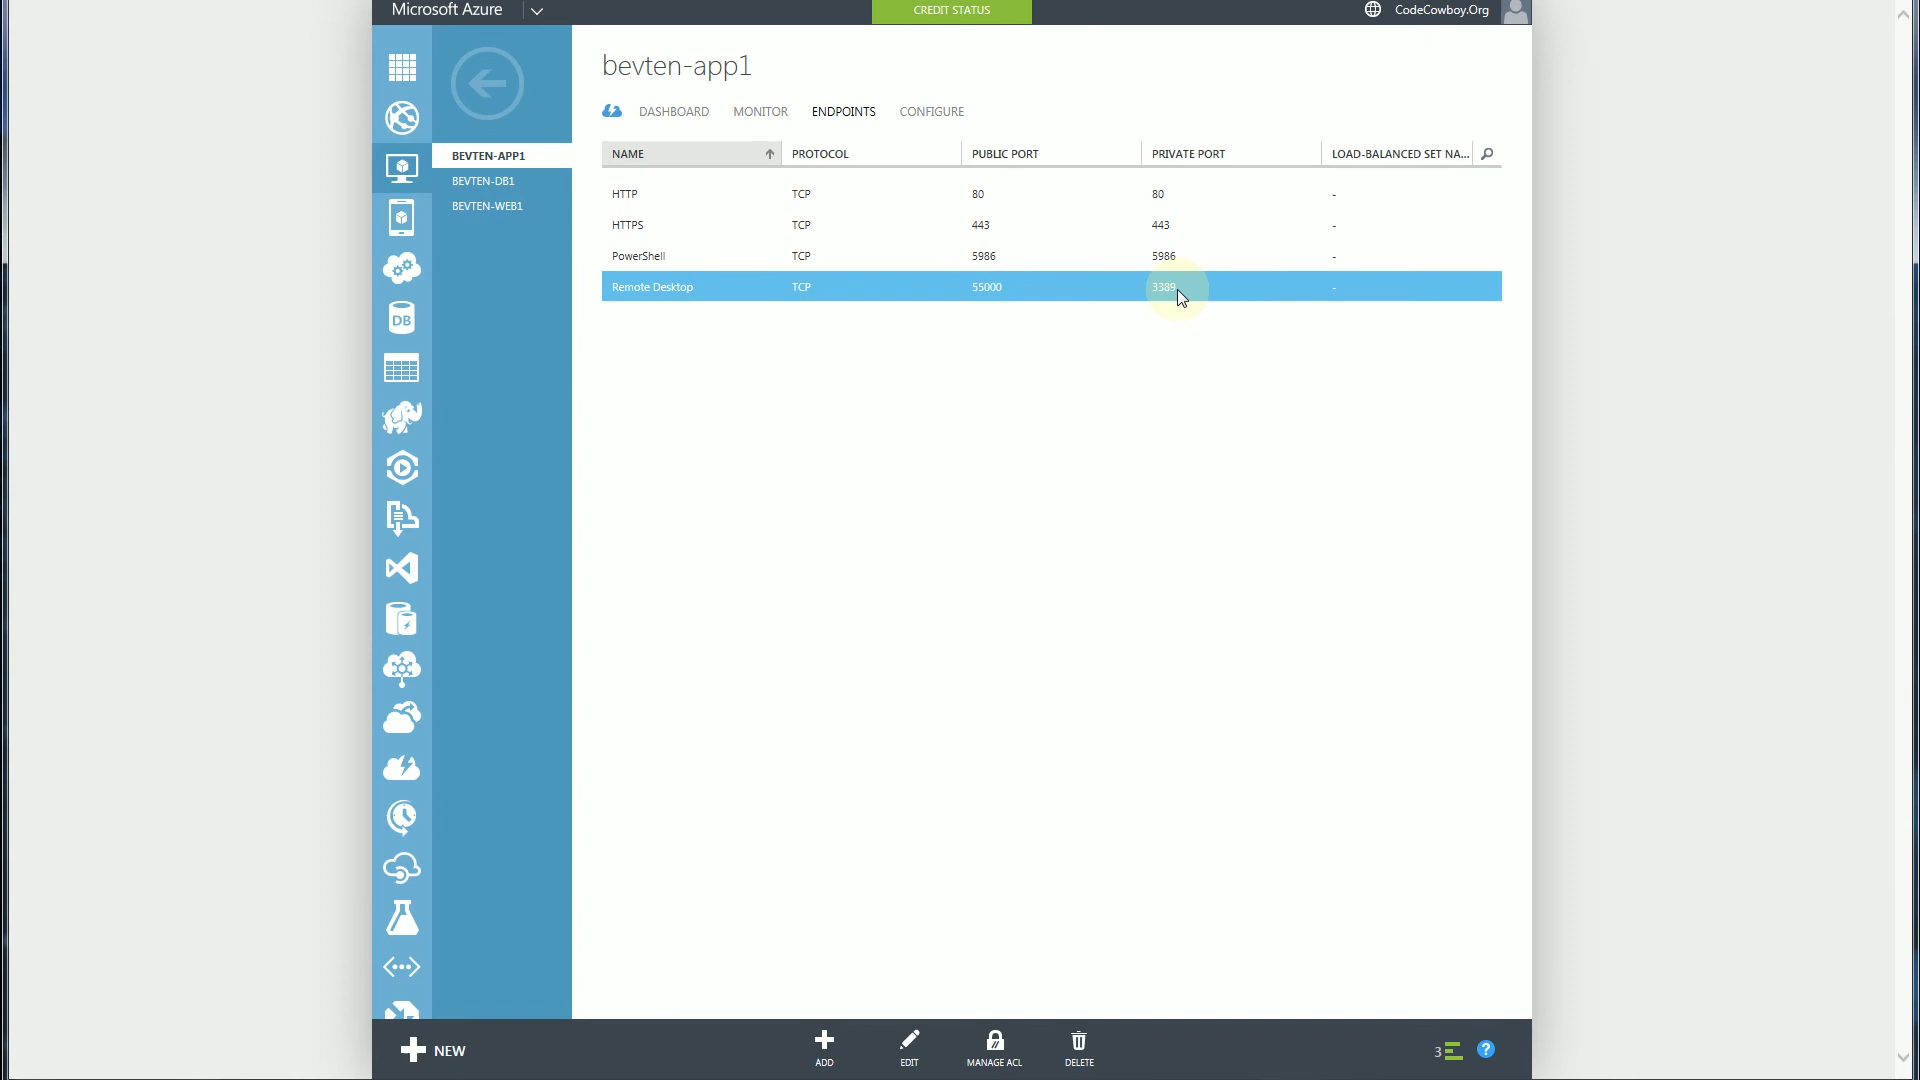 Microsoft Azure
CREDIT STATUS
CodeCowboy.Org
bevten-app1
DASHBOARD MONITOR ENDPOINTS CONFIGURE
BEVTEN-APP1
BEVTEN-DB1
BEVTEN-WEB1
NAME PROTOCOL PUBLIC PORT PRIVATE PORT LOAD-BALANCED SET NA...
HTTP TCP 80 80 -
HTTPS TCP 443 443 -
PowerShell TCP 5986 5986 -
Remote Desktop TCP 55000 3389 -
DB
NEW
ADD
EDIT
MANAGE ACL
DELETE
3
?